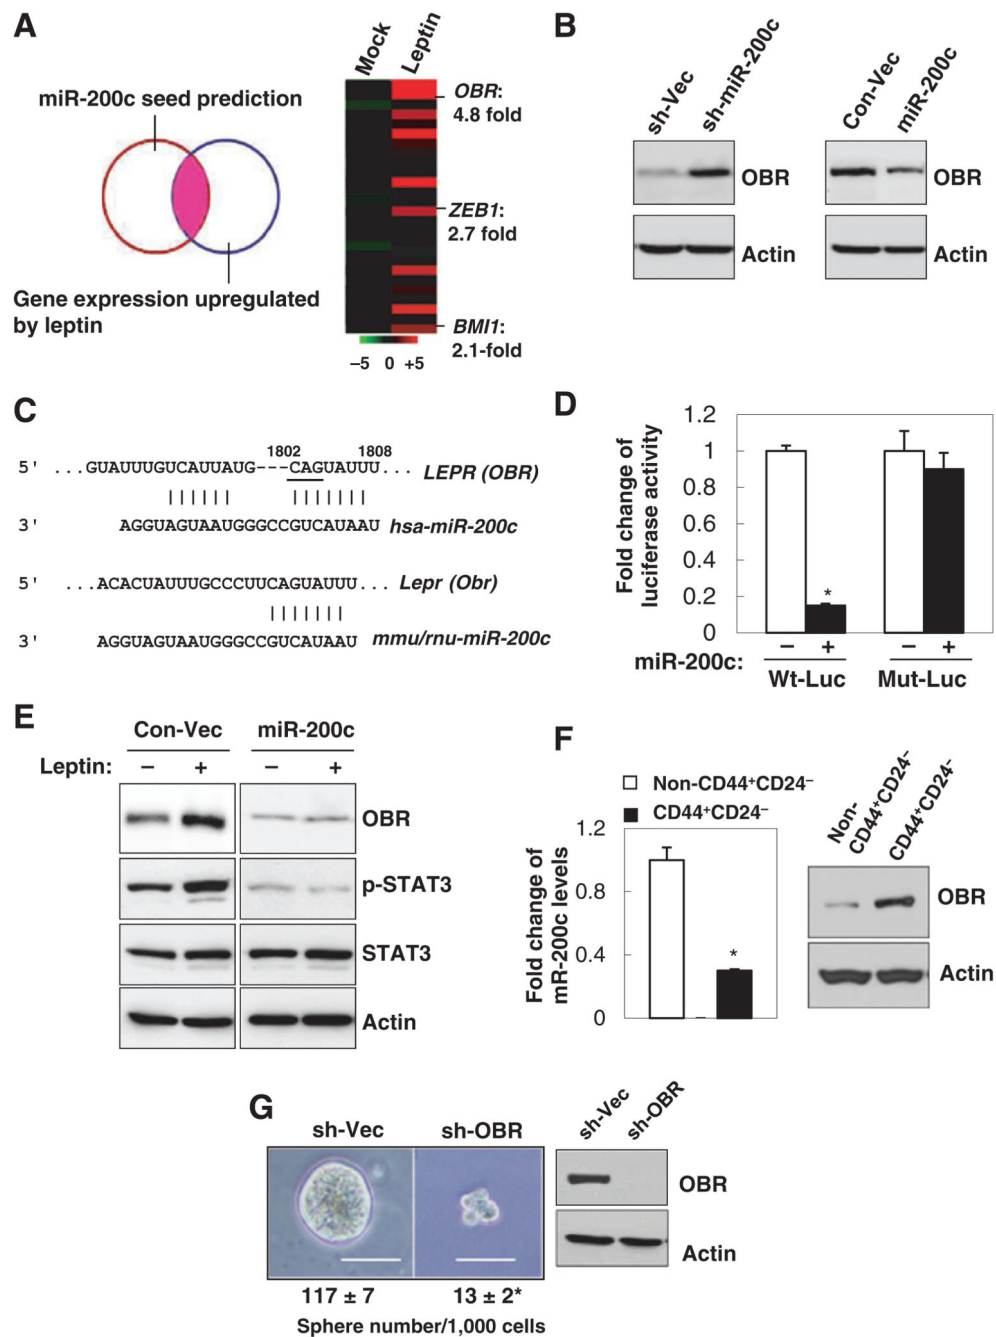 A
Mock
Leptin
miR-200c seed prediction
OBR:
4.8 fold
ZEB1:
2.7 fold
Gene expression upregulated
by leptin
BMI1:
2.1-fold
–5 0 +5
B
sh-Vec
sh-miR-200c
OBR
Actin
Con-Vec
miR-200c
OBR
Actin
C
1802 1808
5' ...GUAUUUGUCAUUAUG---CAGUAUUU... LEPR (OBR)
3' AGGUAGUAAUGGGCCGUCAUAAU hsa-miR-200c
5' ...ACACUAUUUGCCCUUCAGUAUUU... Lepr (Obr)
3' AGGUAGUAAUGGGCCGUCAUAAU mmu/rnu-miR-200c
D
Fold change of
luciferase activity
1.2
1
0.8
0.6
0.4
0.2
0
*
miR-200c: – + – +
Wt-Luc Mut-Luc
E
Con-Vec miR-200c
Leptin: – + – +
OBR
p-STAT3
STAT3
Actin
F
Non-CD44+CD24–
CD44+CD24–
Fold change of
mR-200c levels
1.2
0.8
0.4
0
*
Non-
CD44+CD24–
CD44+CD24–
OBR
Actin
G
sh-Vec sh-OBR
117 ± 7 13 ± 2*
Sphere number/1,000 cells
sh-Vec
sh-OBR
OBR
Actin